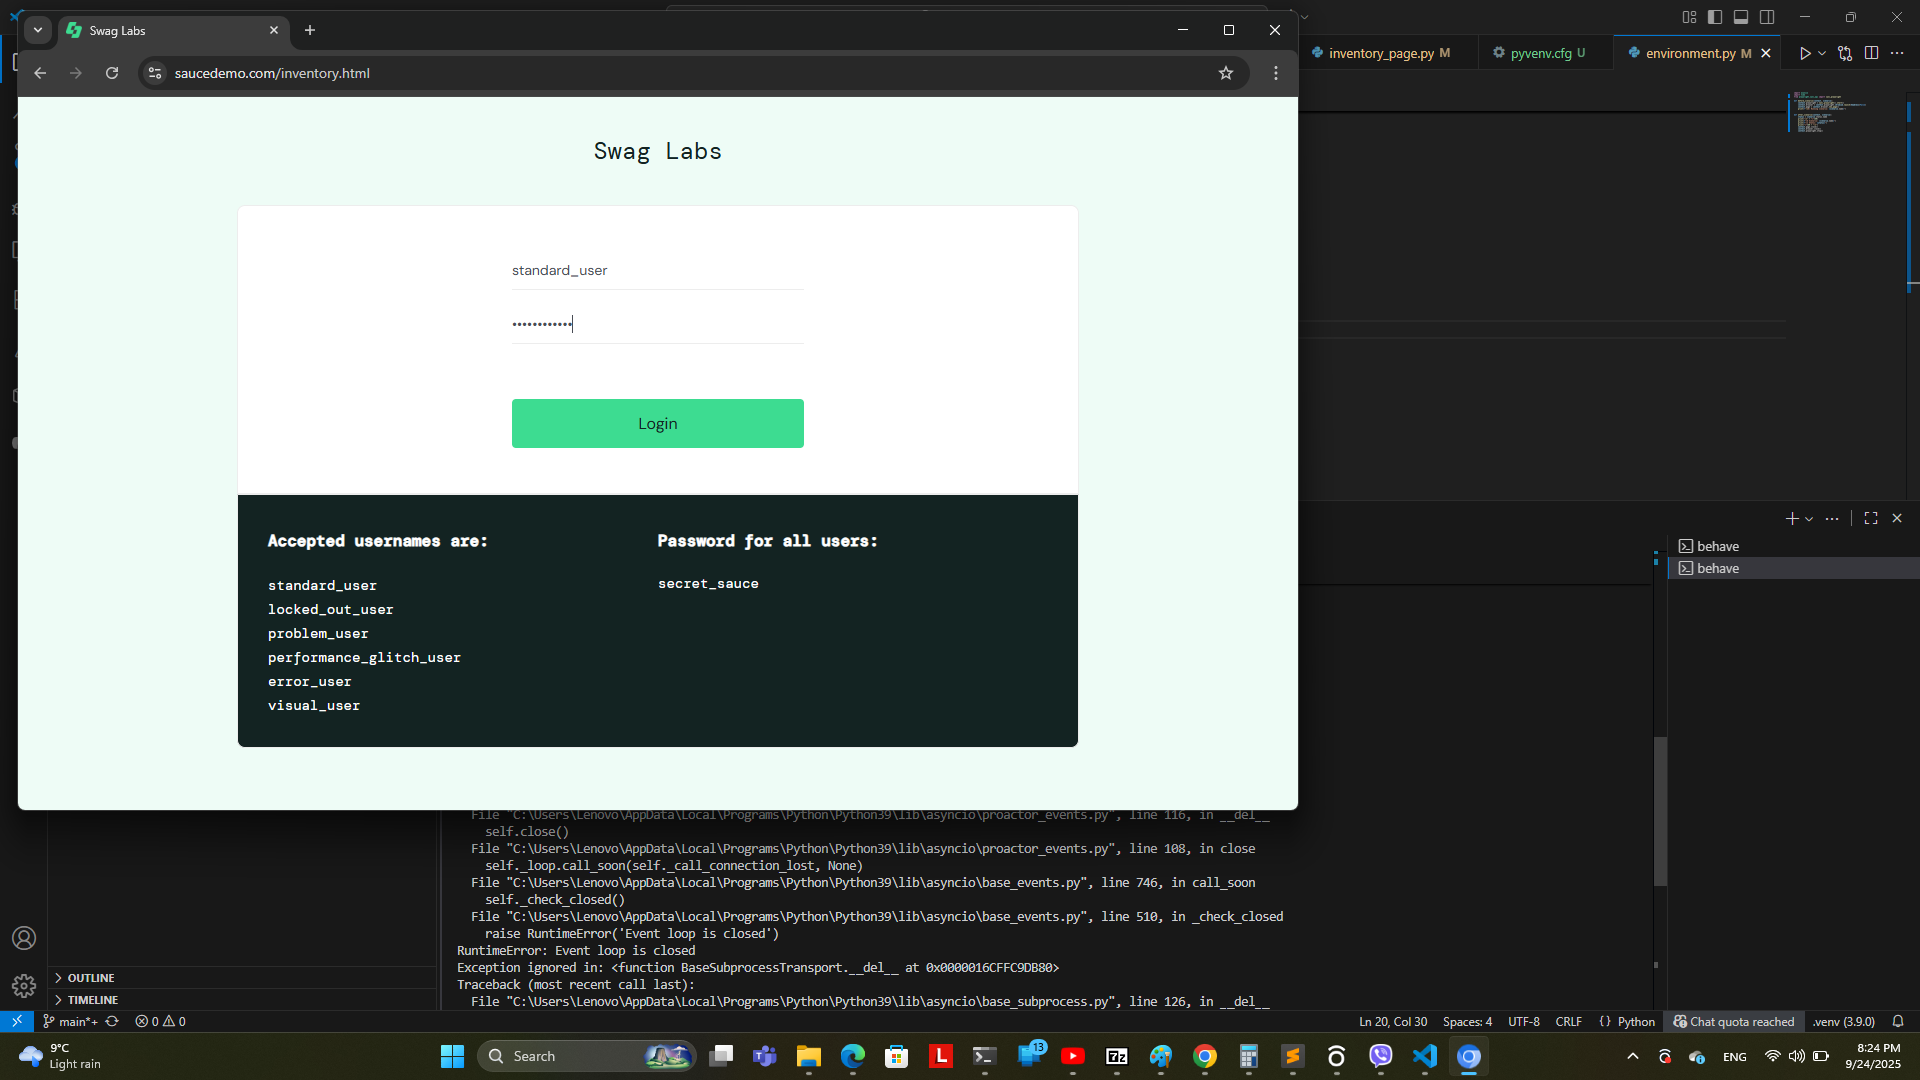 Swag Labs
saucedemo.com/inventory.html
inventory_page.py M
pyvenv.cfg U
environment.py M
Swag Labs
standard_user
••••••••••••
Login
Accepted usernames are:
standard_user
locked_out_user
problem_user
performance_glitch_user
error_user
visual_user
Password for all users:
secret_sauce
behave
behave
File "C:\Users\Lenovo\AppData\Local\Programs\Python\Python39\lib\asyncio\proactor_events.py", line 116, in __del__
self.close()
File "C:\Users\Lenovo\AppData\Local\Programs\Python\Python39\lib\asyncio\proactor_events.py", line 108, in close
self._loop.call_soon(self._call_connection_lost, None)
File "C:\Users\Lenovo\AppData\Local\Programs\Python\Python39\lib\asyncio\base_events.py", line 746, in call_soon
self._check_closed()
File "C:\Users\Lenovo\AppData\Local\Programs\Python\Python39\lib\asyncio\base_events.py", line 510, in _check_closed
raise RuntimeError('Event loop is closed')
RuntimeError: Event loop is closed
Exception ignored in: <function BaseSubprocessTransport.__del__ at 0x0000016CFFC9DB80>
Traceback (most recent call last):
File "C:\Users\Lenovo\AppData\Local\Programs\Python\Python39\lib\asyncio\base_subprocess.py", line 126, in __del__
OUTLINE
TIMELINE
main*+
0 0
Ln 20, Col 30
Spaces: 4
UTF-8
CRLF
{ } Python
Chat quota reached
.venv (3.9.0)
9°C
Light rain
Search
13
ENG
8:24 PM
9/24/2025